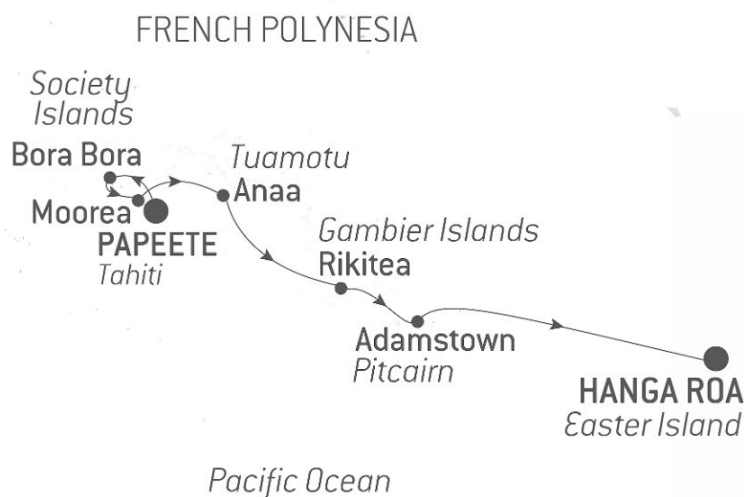 FRENCH POLYNESIA
Society
Islands
Bora Bora
Moorea
PAPEETE
Tahiti
Tuamotu
Anaa
Gambier Islands
Rikitea
Adamstown
Pitcairn
HANGA ROA
Easter Island
Pacific Ocean